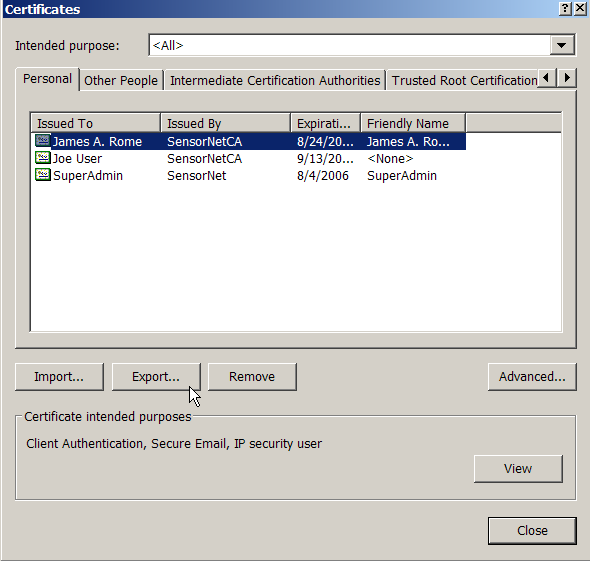 Certificates
Intended purpose: <All>
Personal Other People Intermediate Certification Authorities Trusted Root Certification
Issued To Issued By Expirati... Friendly Name
James A. Rome SensorNetCA 8/24/20... James A. Ro...
Joe User SensorNetCA 9/13/20... <None>
SuperAdmin SensorNet 8/4/2006 SuperAdmin
Import... Export... Remove Advanced...
Certificate intended purposes
Client Authentication, Secure Email, IP security user
View
Close